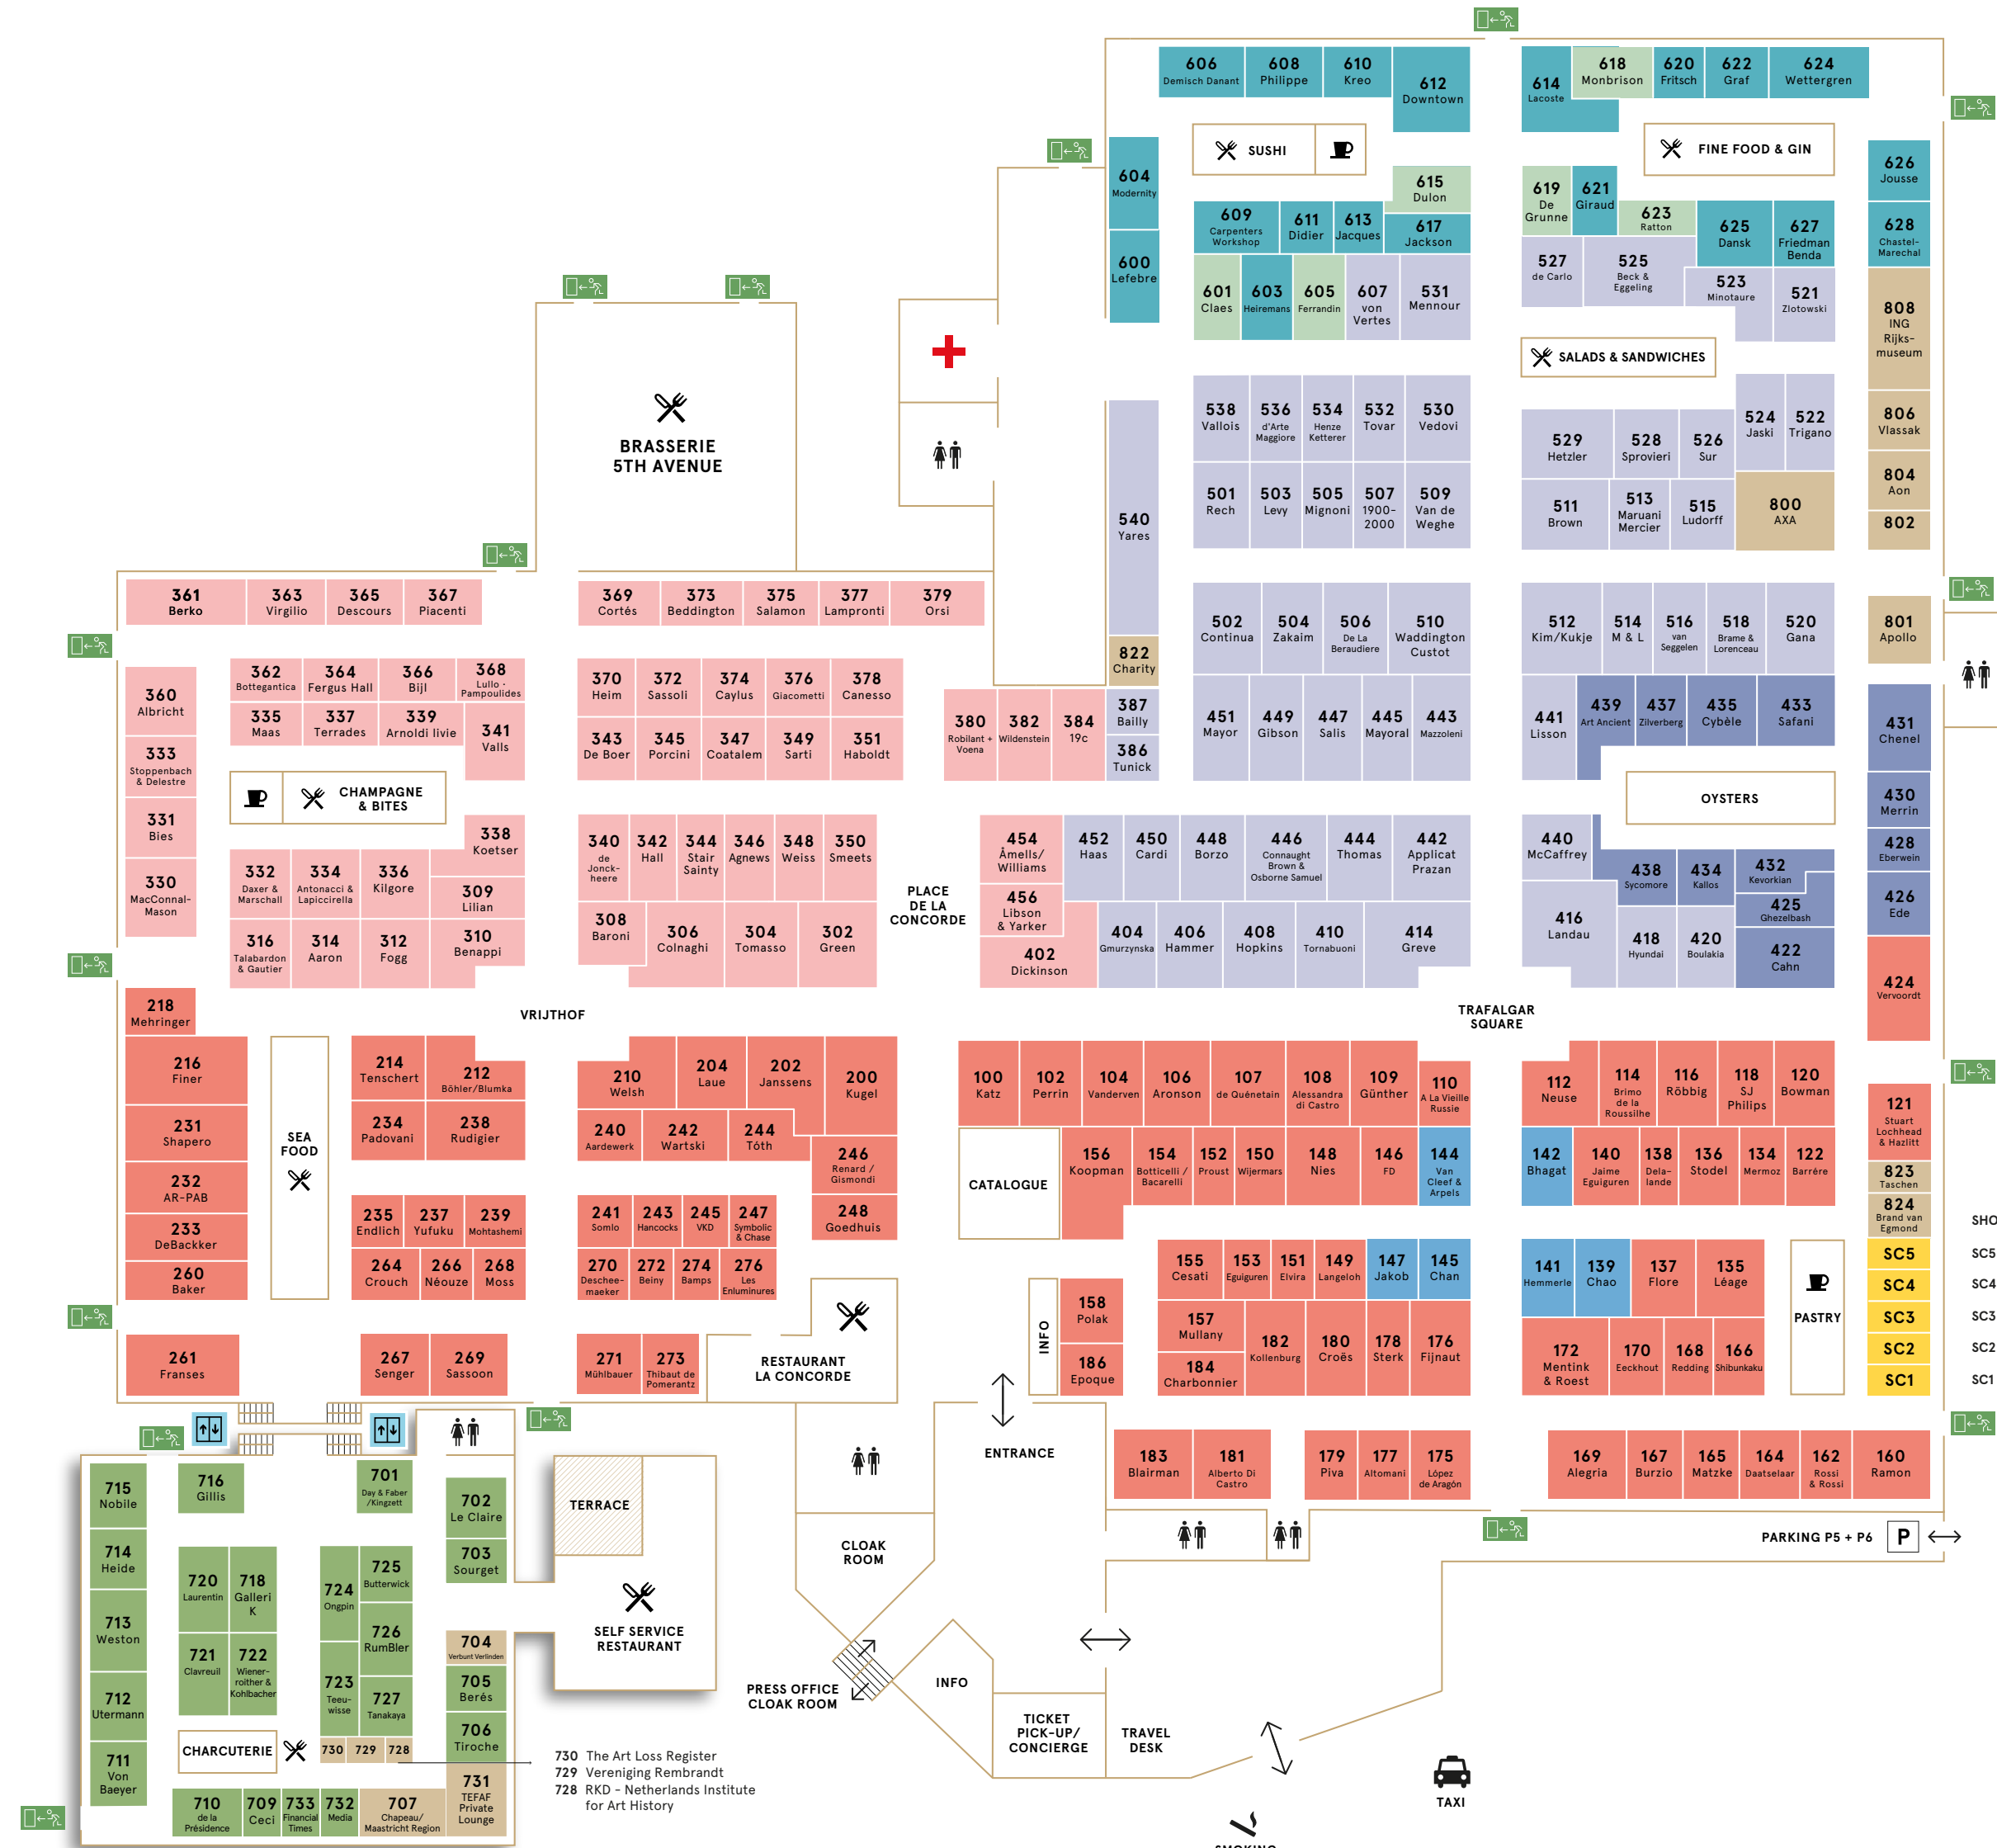 606
Demisch Danant
608
Philippe
610
Kreo
612
Downtown
614
Lacoste
618
Monbrison
620
Fritsch
622
Graf
624
Wettergren
SUSHI
FINE FOOD & GIN
604
Modernity
600
Lefebre
615
Dulon
609
Carpenters
Workshop
611
Didier
613
Jacques
617
Jackson
619
De
Grunne
621
Giraud
623
Ratton
625
Dansk
627
Friedman
Benda
626
Jousse
628
Chastel-
Marechal
601
Claes
603
Heiremans
605
Ferrandin
607
von
Vertes
531
Mennour
527
de Carlo
525
Beck &
Eggeling
523
Minotaure
521
Zlotowski
808
ING
Rijks-
museum
SALADS & SANDWICHES
BRASSERIE
5TH AVENUE
540
Yares
538
Vallois
536
d'Arte
Maggiore
534
Henze
Ketterer
532
Tovar
530
Vedovi
529
Hetzler
528
Sprovieri
526
Sur
524
Jaski
522
Trigano
806
Vlassak
501
Rech
503
Levy
505
Mignoni
507
1900-
2000
509
Van de
Weghe
511
Brown
513
Maruani
Mercier
515
Ludorff
800
AXA
804
Aon
802
361
Berko
363
Virgilio
365
Descours
367
Piacenti
369
Cortés
373
Beddington
375
Salamon
377
Lampronti
379
Orsi
822
Charity
502
Continua
504
Zakaim
506
De La
Beraudiere
510
Waddington
Custot
512
Kim/Kukje
514
M & L
516
van
Seggelen
518
Brame &
Lorenceau
520
Gana
801
Apollo
360
Albricht
362
Bottegantica
364
Fergus Hall
366
Bijl
368
Lullo -
Pampoulides
370
Heim
372
Sassoli
374
Caylus
376
Giacometti
378
Canesso
335
Maas
337
Terrades
339
Arnoldi livie
341
Valls
343
De Boer
345
Porcini
347
Coatalem
349
Sarti
351
Haboldt
380
Robilant +
Voena
382
Wildenstein
384
19c
387
Bailly
386
Tunick
451
Mayor
449
Gibson
447
Salis
445
Mayoral
443
Mazzoleni
441
Lisson
439
Art Ancient
437
Zilverberg
435
Cybèle
433
Safani
431
Chenel
333
Stoppenbach
& Delestre
331
Bies
330
MacConnal-
Mason
CHAMPAGNE
& BITES
OYSTERS
430
Merrin
428
Eberwein
426
Ede
338
Koetser
332
Daxer &
Marschall
334
Antonacci &
Lapiccirella
336
Kilgore
309
Lilian
340
de
Jonck-
heere
342
Hall
344
Stair
Sainty
346
Agnews
348
Weiss
350
Smeets
PLACE
DE LA
CONCORDE
454
Åmells/
Williams
456
Libson
& Yarker
402
Dickinson
452
Haas
450
Cardi
448
Borzo
446
Connaught
Brown &
Osborne Samuel
444
Thomas
442
Applicat
Prazan
440
McCaffrey
438
Sycomore
434
Kallos
432
Kevorkian
425
Ghezelbash
316
Talabardon
& Gautier
314
Aaron
312
Fogg
310
Benappi
308
Baroni
306
Colnaghi
304
Tomasso
302
Green
404
Gmurzynska
406
Hammer
408
Hopkins
410
Tornabuoni
414
Greve
416
Landau
418
Hyundai
420
Boulakia
422
Cahn
424
Vervoordt
VRIJTHOF
TRAFALGAR
SQUARE
218
Mehringer
216
Finer
231
Shapero
232
AR-PAB
233
DeBackker
260
Baker
261
Franses
SEA
FOOD
214
Tenschert
212
Böhler/Blumka
234
Padovani
238
Rudigier
210
Welsh
204
Laue
202
Janssens
200
Kugel
240
Aardewerk
242
Wartski
244
Tóth
246
Renard /
Gismondi
248
Goedhuis
235
Endlich
237
Yufuku
239
Mohtashemi
264
Crouch
266
Néouze
268
Moss
241
Somlo
243
Hancocks
245
VKD
247
Symbolic
& Chase
270
Deschee-
maeker
272
Beiny
274
Bamps
276
Les
Enluminures
267
Senger
269
Sassoon
271
Mühlbauer
273
Thibaut de
Pomerantz
RESTAURANT
LA CONCORDE
100
Katz
102
Perrin
104
Vanderven
106
Aronson
107
de Quénetain
108
Alessandra
di Castro
109
Günther
110
A La Vieille
Russie
112
Neuse
114
Brimo
de la
Roussilhe
116
Röbbig
118
SJ
Philips
120
Bowman
121
Stuart
Lochhead
& Hazlitt
CATALOGUE
156
Koopman
154
Botticelli /
Bacarelli
152
Proust
150
Wijermars
148
Nies
146
FD
144
Van
Cleef &
Arpels
142
Bhagat
140
Jaime
Eguiguren
138
Dela-
lande
136
Stodel
134
Mermoz
122
Barrère
823
Taschen
824
Brand van
Egmond
INFO
158
Polak
186
Epoque
155
Cesati
153
Eguiguren
151
Elvira
149
Langeloh
147
Jakob
145
Chan
141
Hemmerle
139
Chao
137
Flore
135
Léage
PASTRY
SC5
SC4
SC3
SC2
SC1
SHO
SC5
SC4
SC3
SC2
SC1
157
Mullany
184
Charbonnier
182
Kollenburg
180
Croës
178
Sterk
176
Fijnaut
172
Mentink
& Roest
170
Eeckhout
168
Redding
166
Shibunkaku
ENTRANCE
183
Blairman
181
Alberto Di
Castro
179
Piva
177
Altomani
175
López
de Aragón
169
Alegria
167
Burzio
165
Matzke
164
Daatselaar
162
Rossi
& Rossi
160
Ramon
PARKING P5 + P6
P
715
Nobile
716
Gillis
701
Day & Faber
/Kingzett
702
Le Claire
703
Sourget
TERRACE
SELF SERVICE
RESTAURANT
CLOAK
ROOM
714
Heide
713
Weston
712
Utermann
711
Von
Baeyer
720
Laurentin
718
Galleri
K
721
Clavreuil
722
Wiener-
roither &
Kohlbacher
724
Ongpin
725
Butterwick
726
RumBler
723
Teeu-
wisse
727
Tanakaya
704
Verbunt Verlinden
705
Berés
706
Tiroche
731
TEFAF
Private
Lounge
CHARCUTERIE
730
729
728
710
de la
Présidence
709
Ceci
733
Financial
Times
732
Media
707
Chapeau/
Maastricht Region
730 The Art Loss Register
729 Vereniging Rembrandt
728 RKD - Netherlands Institute
for Art History
PRESS OFFICE
CLOAK ROOM
INFO
TICKET
PICK-UP/
CONCIERGE
TRAVEL
DESK
TAXI
SMOKING